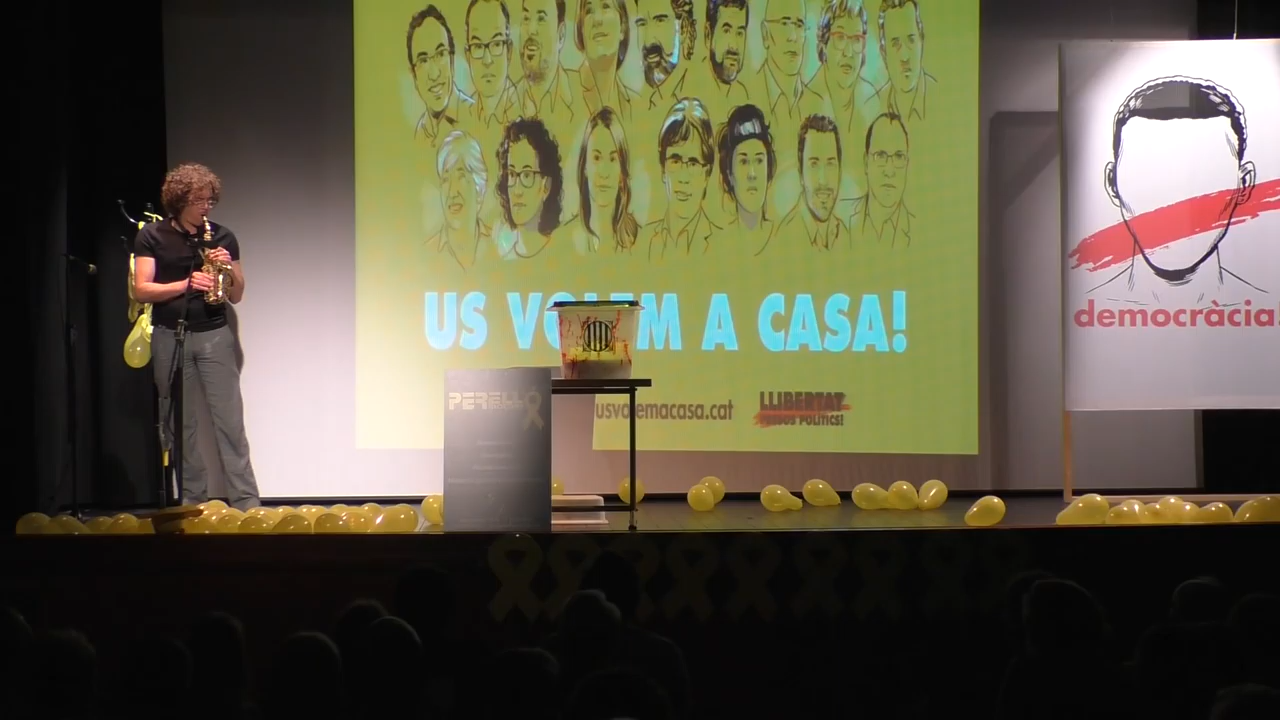 US VOLEM A CASA!
democràcia
PERELLÓ
usvolemacasa.cat
LLIBERTAT
PRESOS POLÍTICS!